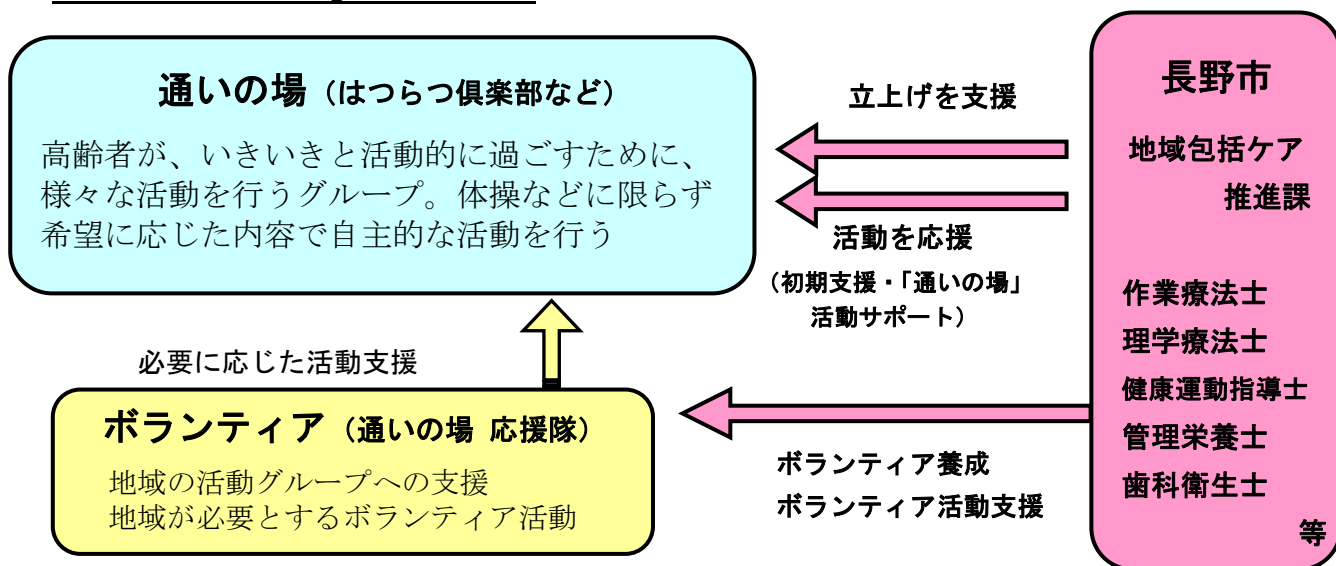 通いの場（はつらつ俱楽部など）
高齢者が、いきいきと活動的に過ごすために、
様々な活動を行うグループ。体操などに限らず
希望に応じた内容で自主的な活動を行う
立上げを支援
活動を応援
（初期支援・「通いの場」
活動サポート）
必要に応じた活動支援
ボランティア（通いの場 応援隊）
地域の活動グループへの支援
地域が必要とするボランティア活動
ボランティア養成
ボランティア活動支援
長野市
地域包括ケア
推進課
作業療法士
理学療法士
健康運動指導士
管理栄養士
歯科衛生士
等